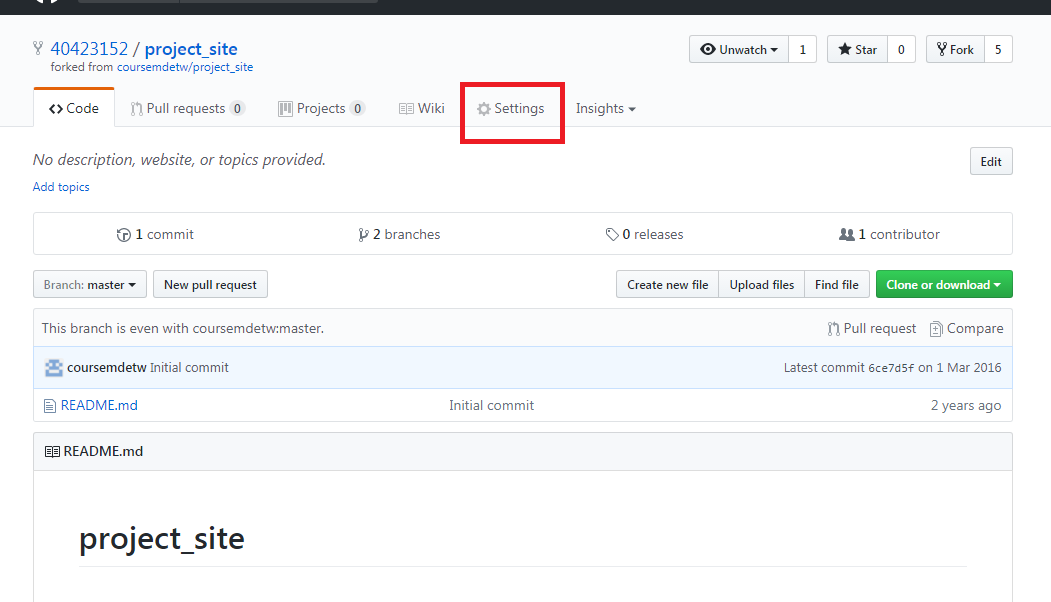 40423152 / project_site
Unwatch 1 Star 0 Fork 5
forked from coursemdetw/project_site
Code Pull requests 0 Projects 0 Wiki Settings Insights
No description, website, or topics provided.
Edit
Add topics
1 commit 2 branches 0 releases 1 contributor
Branch: master New pull request Create new file Upload files Find file Clone or download
This branch is even with coursemdetw:master. Pull request Compare
coursemdetw Initial commit Latest commit 6ce7d5f on 1 Mar 2016
README.md Initial commit 2 years ago
README.md
project_site